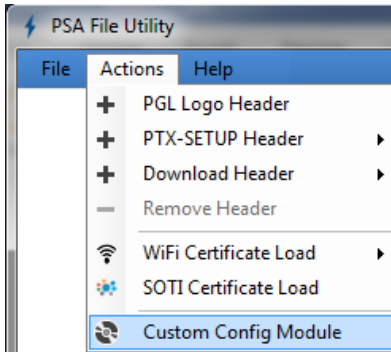 PSA File Utility
File Actions Help
PGL Logo Header
PTX-SETUP Header
Download Header
Remove Header
WiFi Certificate Load
SOTI Certificate Load
Custom Config Module